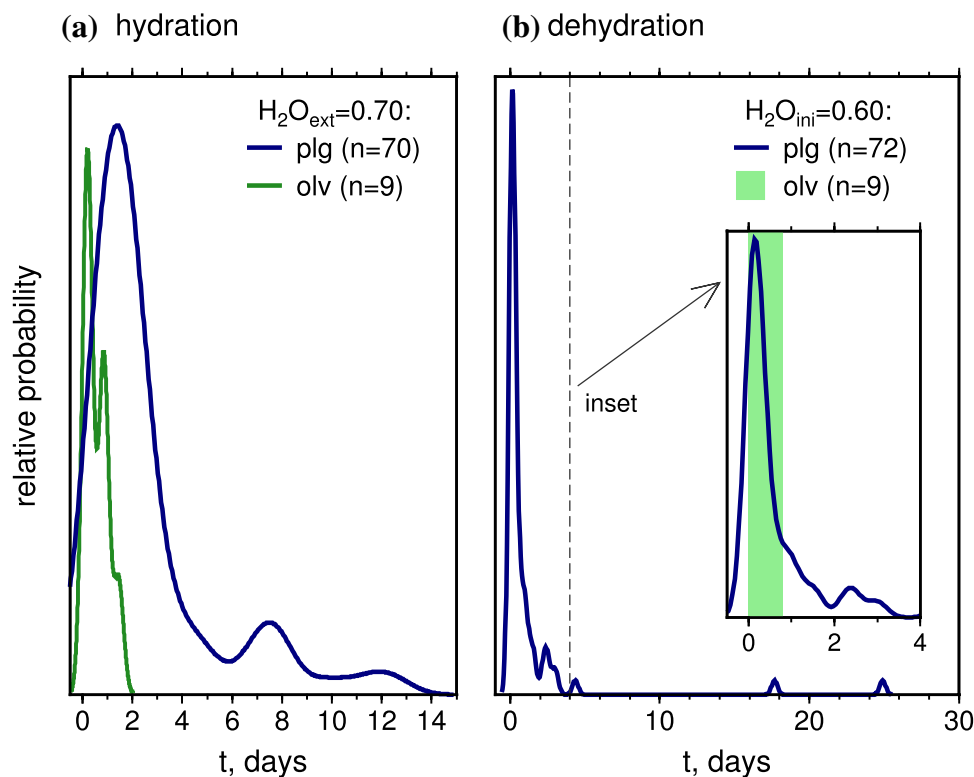 (a) hydration
H₂Oₑₓₜ=0.70:
plg (n=70)
olv (n=9)
relative probability
0 2 4 6 8 10 12 14
t, days
(b) dehydration
H₂Oᵢₙᵢ=0.60:
plg (n=72)
olv (n=9)
inset
0 2 4
0 10 20 30
t, days